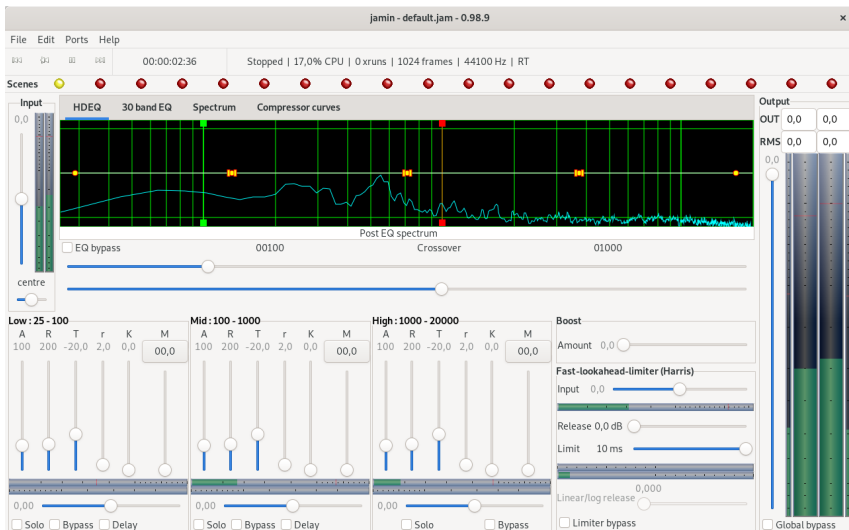 jamin - default.jam - 0.98.9 ×
File Edit Ports Help
00:00:02:36 Stopped | 17,0% CPU | 0 xruns | 1024 frames | 44100 Hz | RT
Scenes
Input HDEQ 30 band EQ Spectrum Compressor curves Output
0,0 OUT 0,0 0,0
RMS 0,0 0,0
0,0
Post EQ spectrum
EQ bypass 00100 Crossover 01000
centre
Low : 25 - 100 Mid : 100 - 1000 High : 1000 - 20000 Boost
A R T r K M A R T r K M A R T r K M
100 200 -20,0 2,0 0,0 00,0 100 200 -20,0 2,0 0,0 00,0 100 200 -20,0 2,0 0,0 00,0 Amount 0,0
Fast-lookahead-limiter (Harris)
Input 0,0
Release 0,0 dB
Limit 10 ms
0,000
Linear/log release
0,00 0,00 0,00
Solo Bypass Delay Solo Bypass Delay Solo Bypass Limiter bypass Global bypass